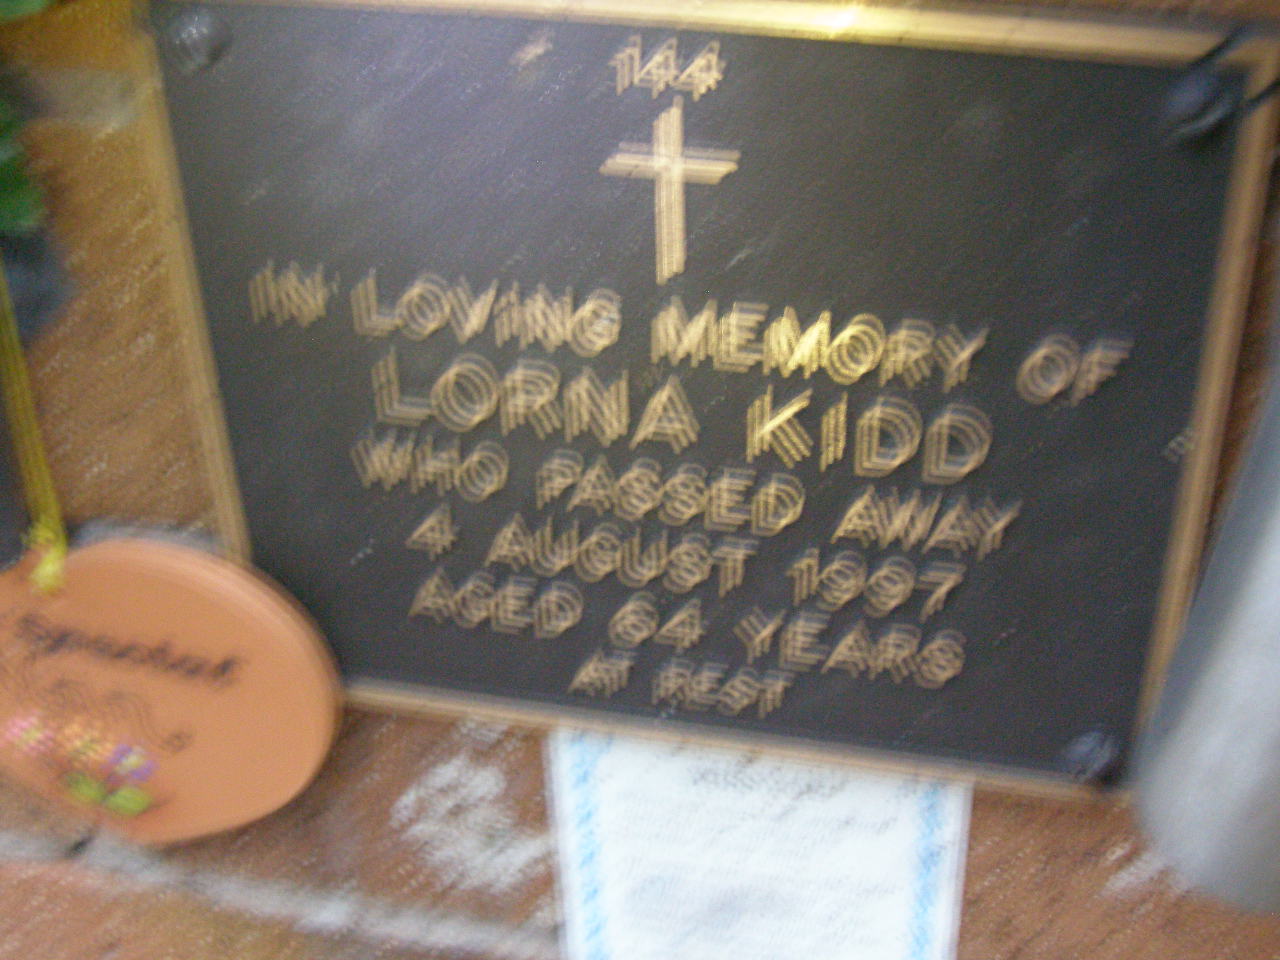 144
IN LOVING MEMORY OF
LORNA KIDD
WHO PASSED AWAY
4 AUGUST 1997
AGED 64 YEARS
AT REST